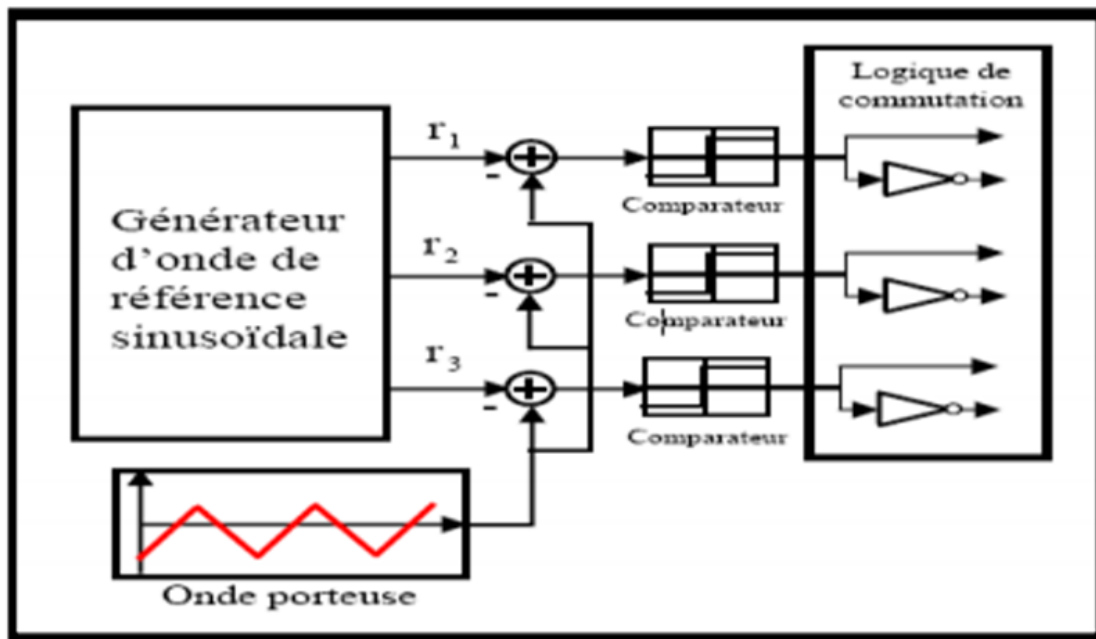 Générateur
d'onde de
référence
sinusoïdale
r1
r2
r3
-
-
-
Comparateur
Comparateur
Comparateur
Logique de
commutation
Onde porteuse